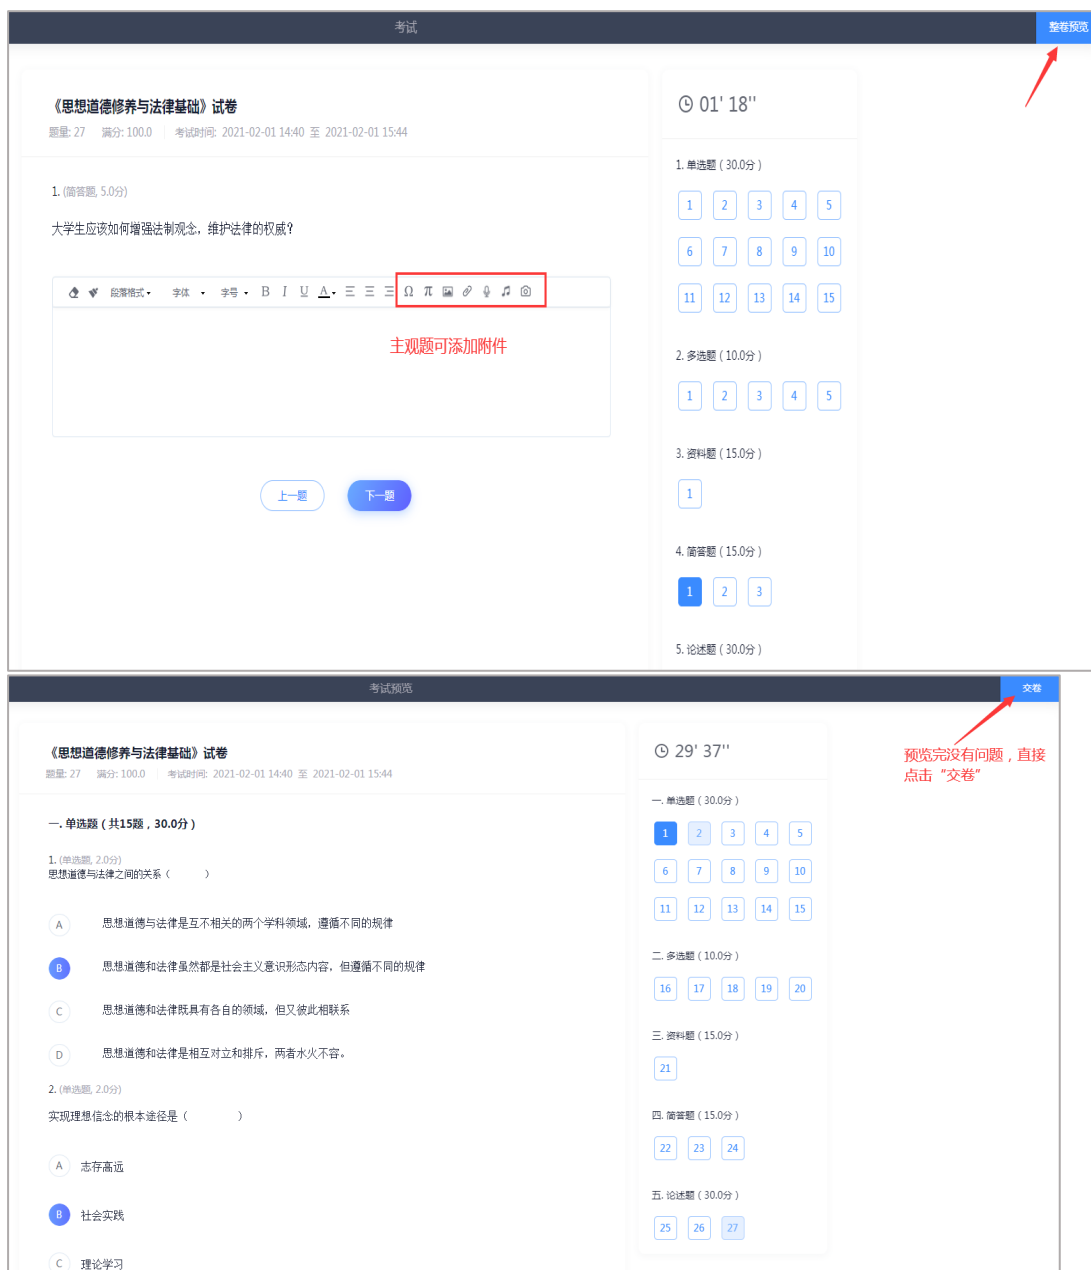 考试
整卷预览
《思想道德修养与法律基础》试卷
题量: 27 满分: 100.0 考试时间: 2021-02-01 14:40 至 2021-02-01 15:44
1. (简答题, 5.0分)
大学生应该如何增强法制观念，维护法律的权威？
段落格式 字体 字号 B I U A Ω π
主观题可添加附件
上一题 下一题
01' 18''
1. 单选题 ( 30.0分 )
1 2 3 4 5
6 7 8 9 10
11 12 13 14 15
2. 多选题 ( 10.0分 )
1 2 3 4 5
3. 资料题 ( 15.0分 )
1
4. 简答题 ( 15.0分 )
1 2 3
5. 论述题 ( 30.0分 )
考试预览
交卷
预览完没有问题，直接
点击“交卷”
《思想道德修养与法律基础》试卷
题量: 27 满分: 100.0 考试时间: 2021-02-01 14:40 至 2021-02-01 15:44
一. 单选题（共15题，30.0分）
1. (单选题, 2.0分)
思想道德与法律之间的关系（ ）
A 思想道德与法律是互不相关的两个学科领域，遵循不同的规律
B 思想道德和法律虽然都是社会主义意识形态内容，但遵循不同的规律
C 思想道德和法律既具有各自的领域，但又彼此相联系
D 思想道德和法律是相互对立和排斥，两者水火不容。
2. (单选题, 2.0分)
实现理想信念的根本途径是（ ）
A 志存高远
B 社会实践
C 理论学习
29' 37''
一. 单选题 ( 30.0分 )
1 2 3 4 5
6 7 8 9 10
11 12 13 14 15
二. 多选题 ( 10.0分 )
16 17 18 19 20
三. 资料题 ( 15.0分 )
21
四. 简答题 ( 15.0分 )
22 23 24
五. 论述题 ( 30.0分 )
25 26 27